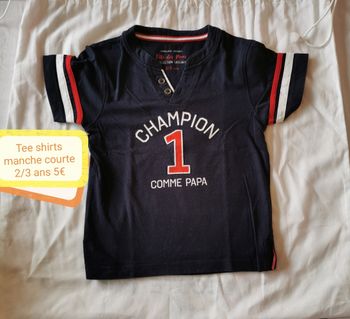 CHAMPION
1
COMME PAPA
Tee shirts
manche courte
2/3 ans 5€